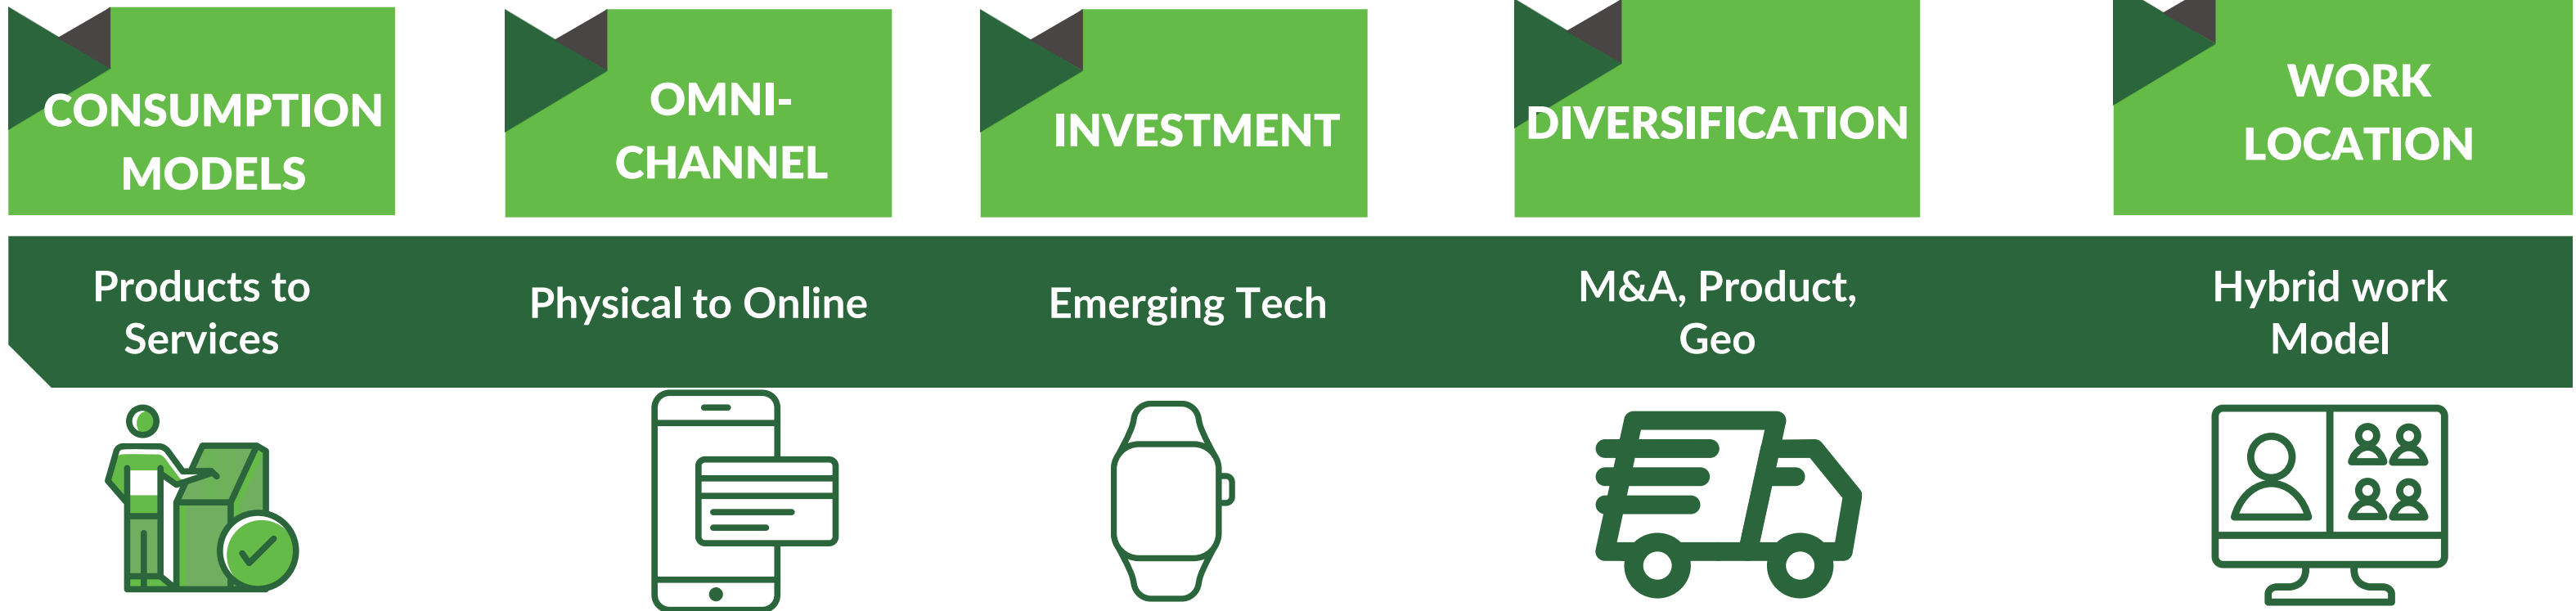 CONSUMPTION
MODELS
OMNI-
CHANNEL
INVESTMENT
DIVERSIFICATION
WORK
LOCATION
Products to
Services
Physical to Online
Emerging Tech
M&A, Product,
Geo
Hybrid work
Model